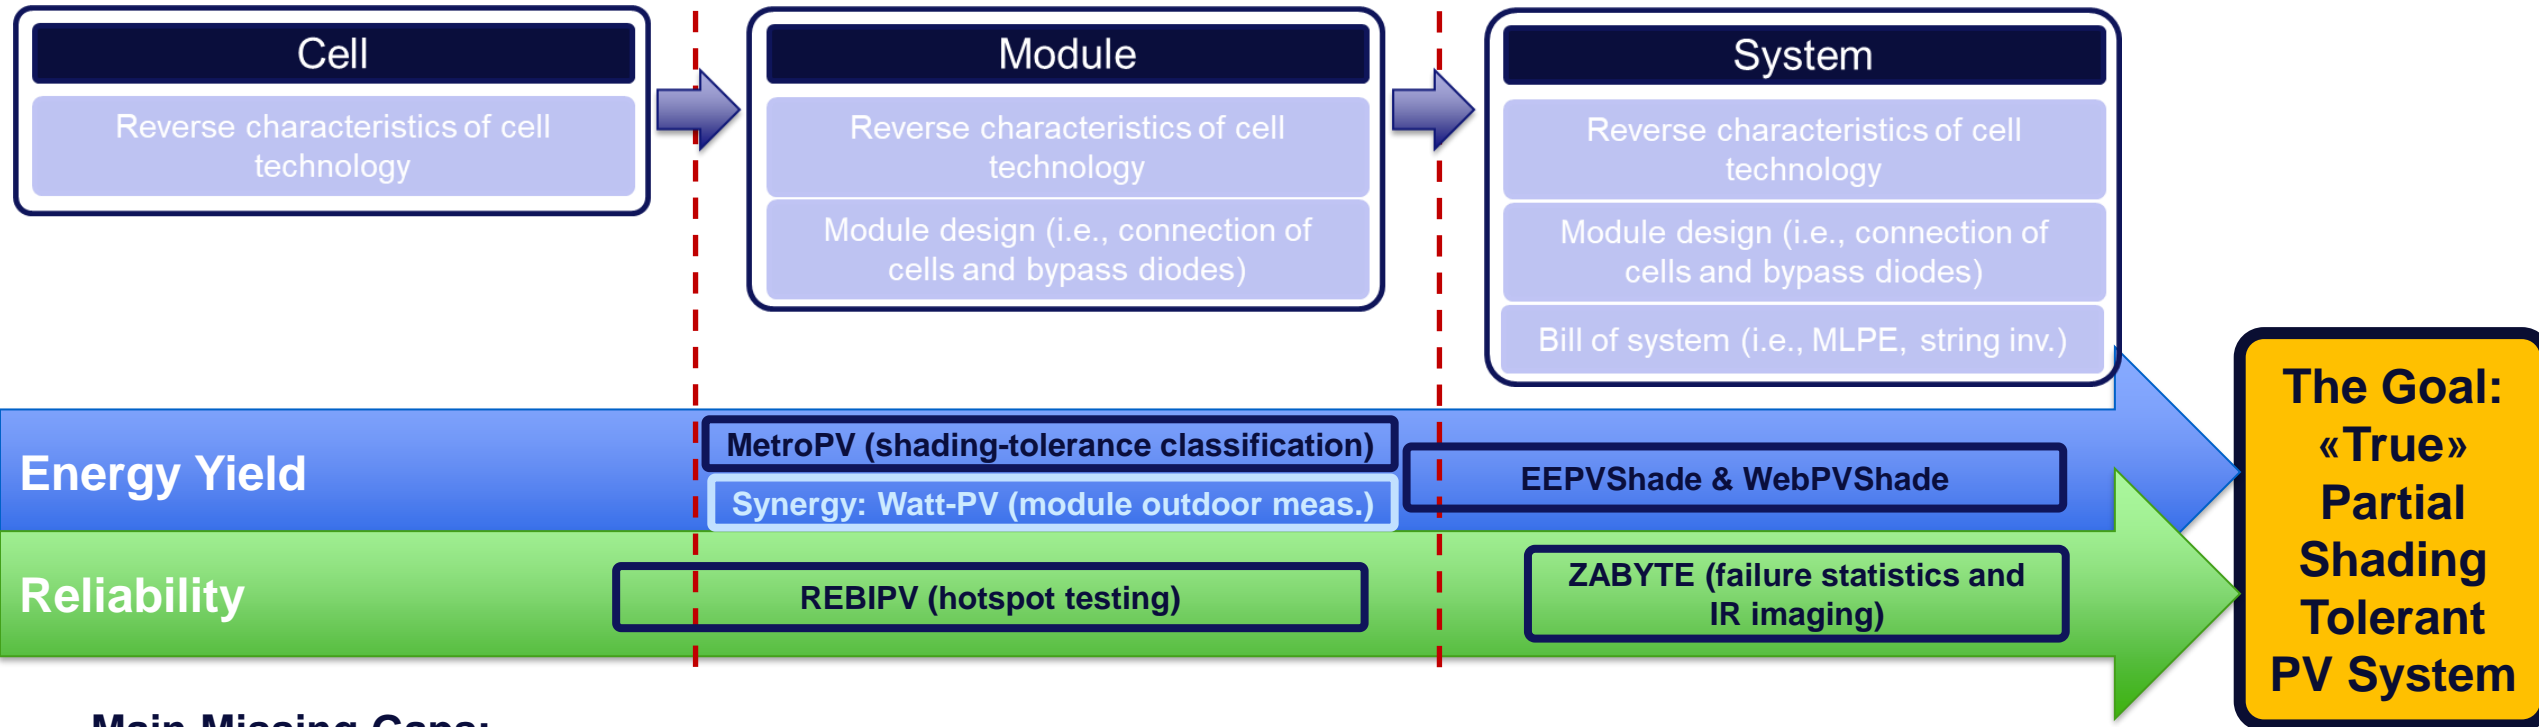 Cell
Reverse characteristics of cell
technology
Module
Reverse characteristics of cell
technology
Module design (i.e., connection of
cells and bypass diodes)
System
Reverse characteristics of cell
technology
Module design (i.e., connection of
cells and bypass diodes)
Bill of system (i.e., MLPE, string inv.)
Energy Yield
MetroPV (shading-tolerance classification)
Synergy: Watt-PV (module outdoor meas.)
EEPVShade & WebPVShade
Reliability
REBIPV (hotspot testing)
ZABYTE (failure statistics and
IR imaging)
The Goal:
«True»
Partial
Shading
Tolerant
PV System
Main Missing Gaps: